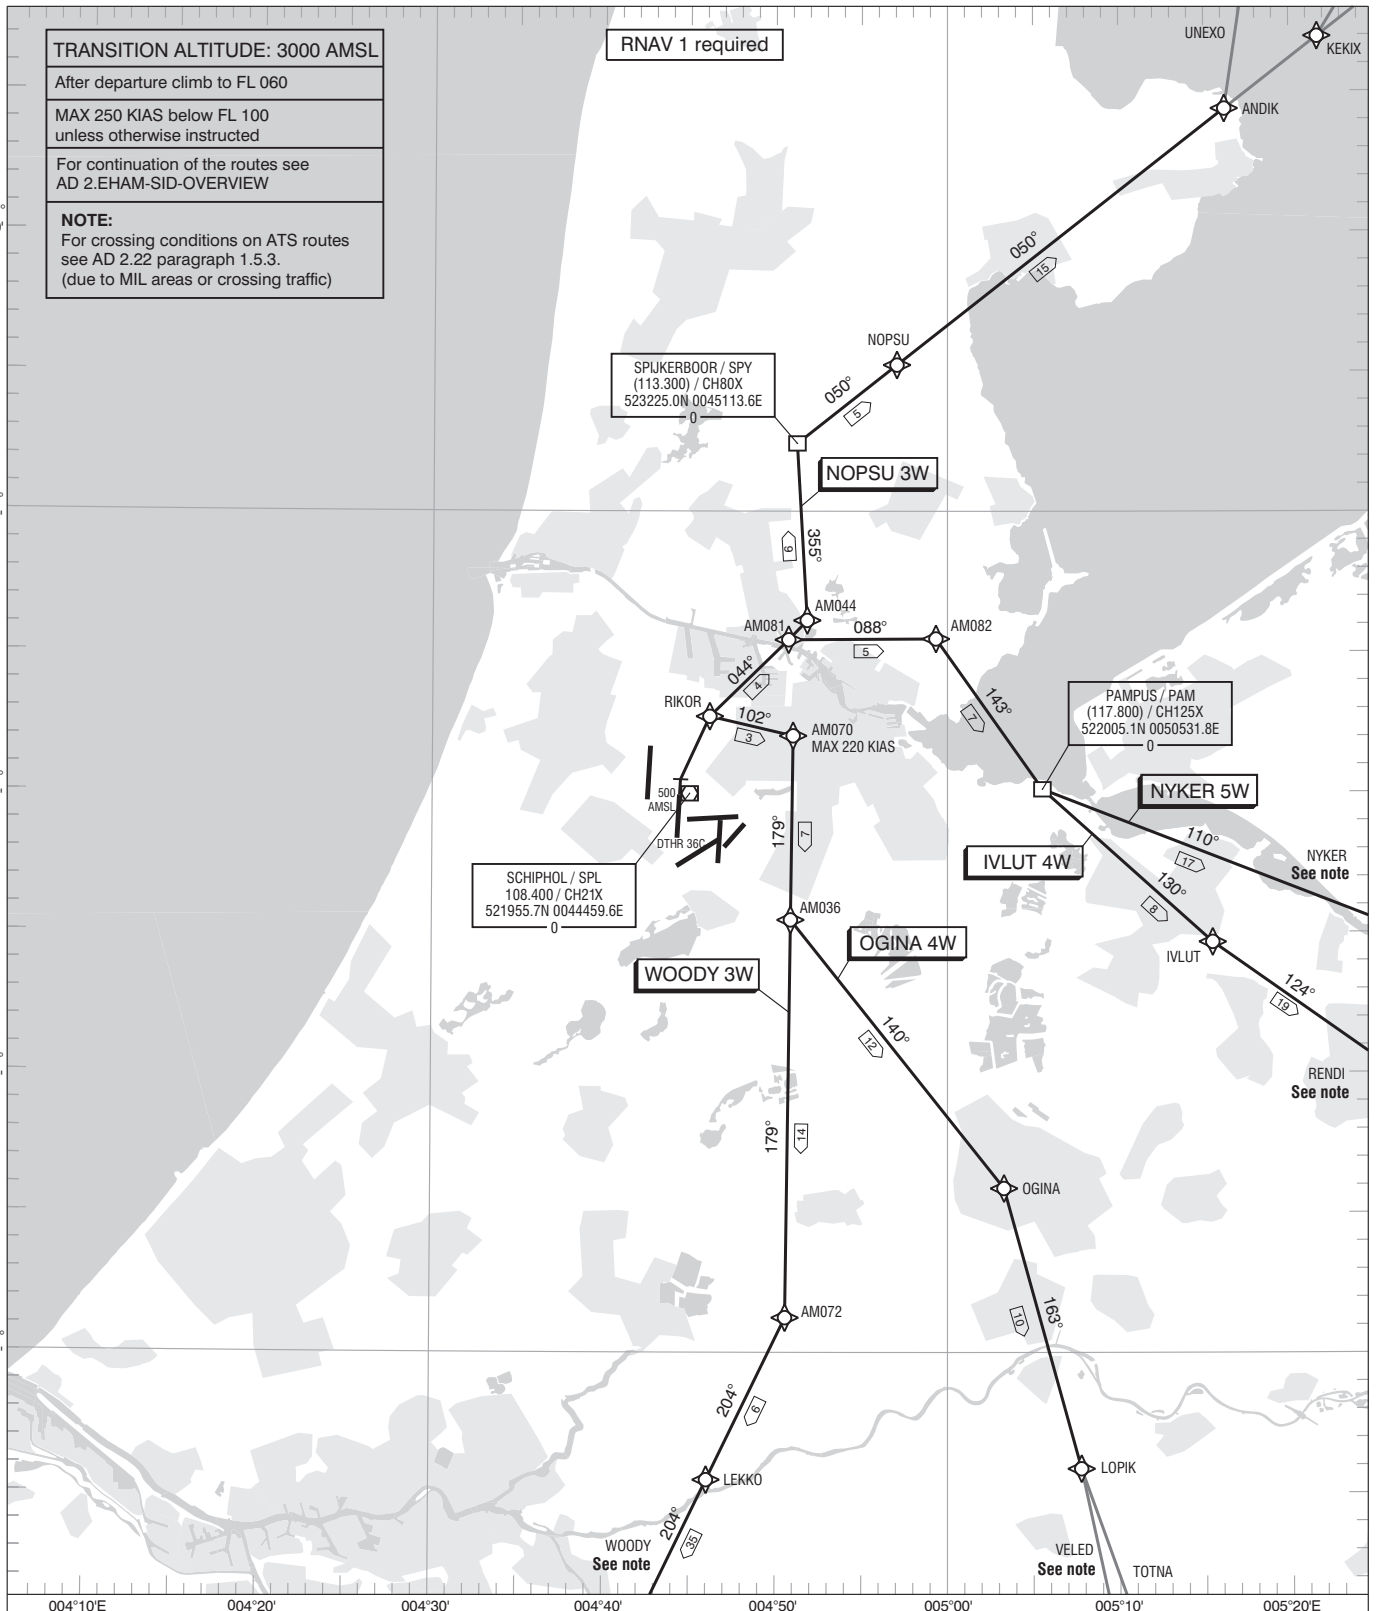 TRANSITION ALTITUDE: 3000 AMSL
After departure climb to FL 060
MAX 250 KIAS below FL 100
unless otherwise instructed
For continuation of the routes see
AD 2.EHAM-SID-OVERVIEW
NOTE:
For crossing conditions on ATS routes
see AD 2.22 paragraph 1.5.3.
(due to MIL areas or crossing traffic)
RNAV 1 required
UNEXO
KEKIX
ANDIK
050°
15
NOPSU
SPIJKERBOOR / SPY
(113.300) / CH80X
523225.0N 0045113.6E
0
050°
5
NOPSU 3W
355°
6
AM044
AM081
088°
5
AM082
044°
4
143°
7
RIKOR
102°
3
AM070
MAX 220 KIAS
PAMPUS / PAM
(117.800) / CH125X
522005.1N 0050531.8E
0
500
AMSL
DTHR 36C
179°
7
NYKER 5W
110°
17
IVLUT 4W
130°
8
NYKER
See note
SCHIPHOL / SPL
108.400 / CH21X
521955.7N 0044459.6E
0
AM036
OGINA 4W
IVLUT
WOODY 3W
124°
19
140°
12
RENDI
See note
179°
14
OGINA
163°
10
AM072
204°
6
LEKKO
LOPIK
204°
35
WOODY
See note
VELED
See note
TOTNA
004°10'E
004°20'
004°30'
004°40'
004°50'
005°00'
005°10'
005°20'E